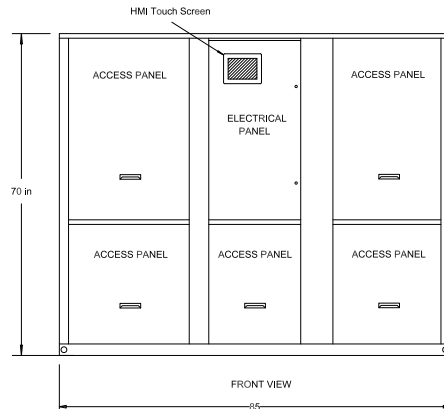 HMI Touch Screen
ACCESS PANEL
ACCESS PANEL
ELECTRICAL
PANEL
70 in
ACCESS PANEL
ACCESS PANEL
ACCESS PANEL
FRONT VIEW
85